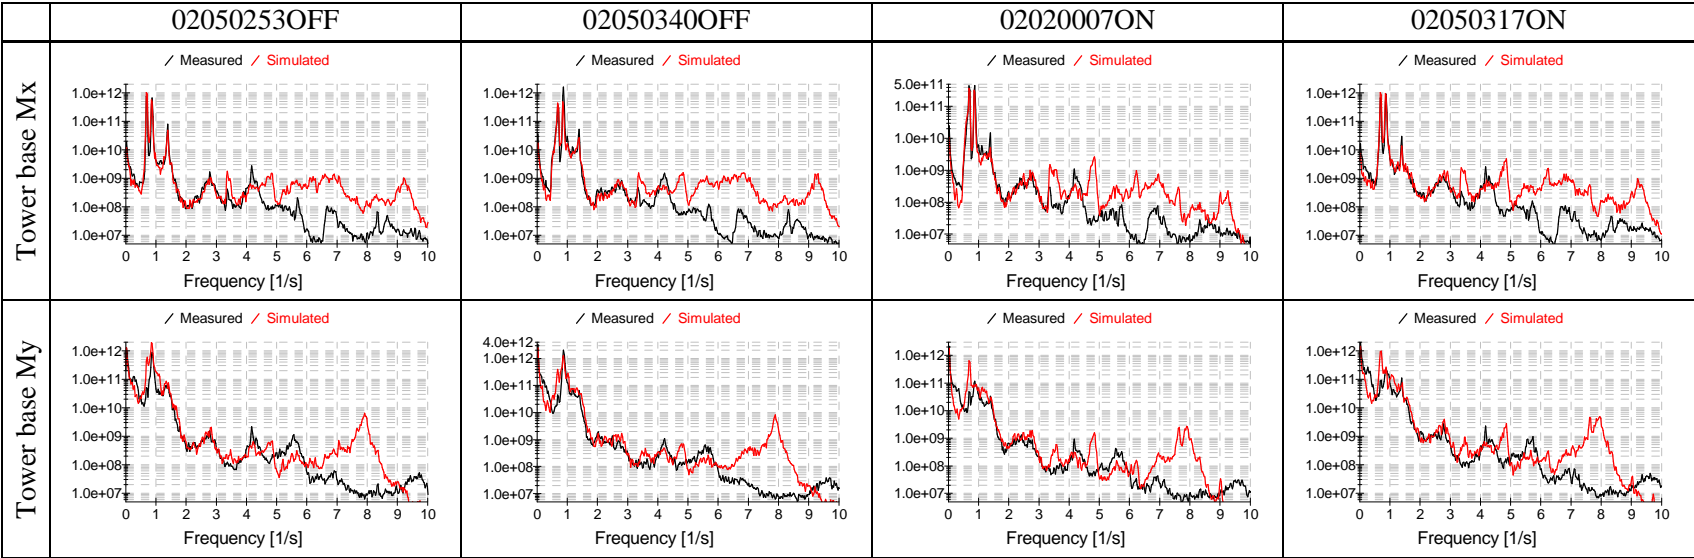 02050253OFF 02050340OFF 02020007ON 02050317ON
Tower base Mx
Measured Simulated
1.0e+12
1.0e+11
1.0e+10
1.0e+09
1.0e+08
1.0e+07
0 1 2 3 4 5 6 7 8 9 10
Frequency [1/s]
Measured Simulated
1.0e+12
1.0e+11
1.0e+10
1.0e+09
1.0e+08
1.0e+07
0 1 2 3 4 5 6 7 8 9 10
Frequency [1/s]
Measured Simulated
5.0e+11
1.0e+11
1.0e+10
1.0e+09
1.0e+08
1.0e+07
0 1 2 3 4 5 6 7 8 9 10
Frequency [1/s]
Measured Simulated
1.0e+12
1.0e+11
1.0e+10
1.0e+09
1.0e+08
1.0e+07
0 1 2 3 4 5 6 7 8 9 10
Frequency [1/s]
Tower base My
Measured Simulated
1.0e+12
1.0e+11
1.0e+10
1.0e+09
1.0e+08
1.0e+07
0 1 2 3 4 5 6 7 8 9 10
Frequency [1/s]
Measured Simulated
4.0e+12
1.0e+12
1.0e+11
1.0e+10
1.0e+09
1.0e+08
1.0e+07
0 1 2 3 4 5 6 7 8 9 10
Frequency [1/s]
Measured Simulated
1.0e+12
1.0e+11
1.0e+10
1.0e+09
1.0e+08
1.0e+07
0 1 2 3 4 5 6 7 8 9 10
Frequency [1/s]
Measured Simulated
1.0e+12
1.0e+11
1.0e+10
1.0e+09
1.0e+08
1.0e+07
0 1 2 3 4 5 6 7 8 9 10
Frequency [1/s]